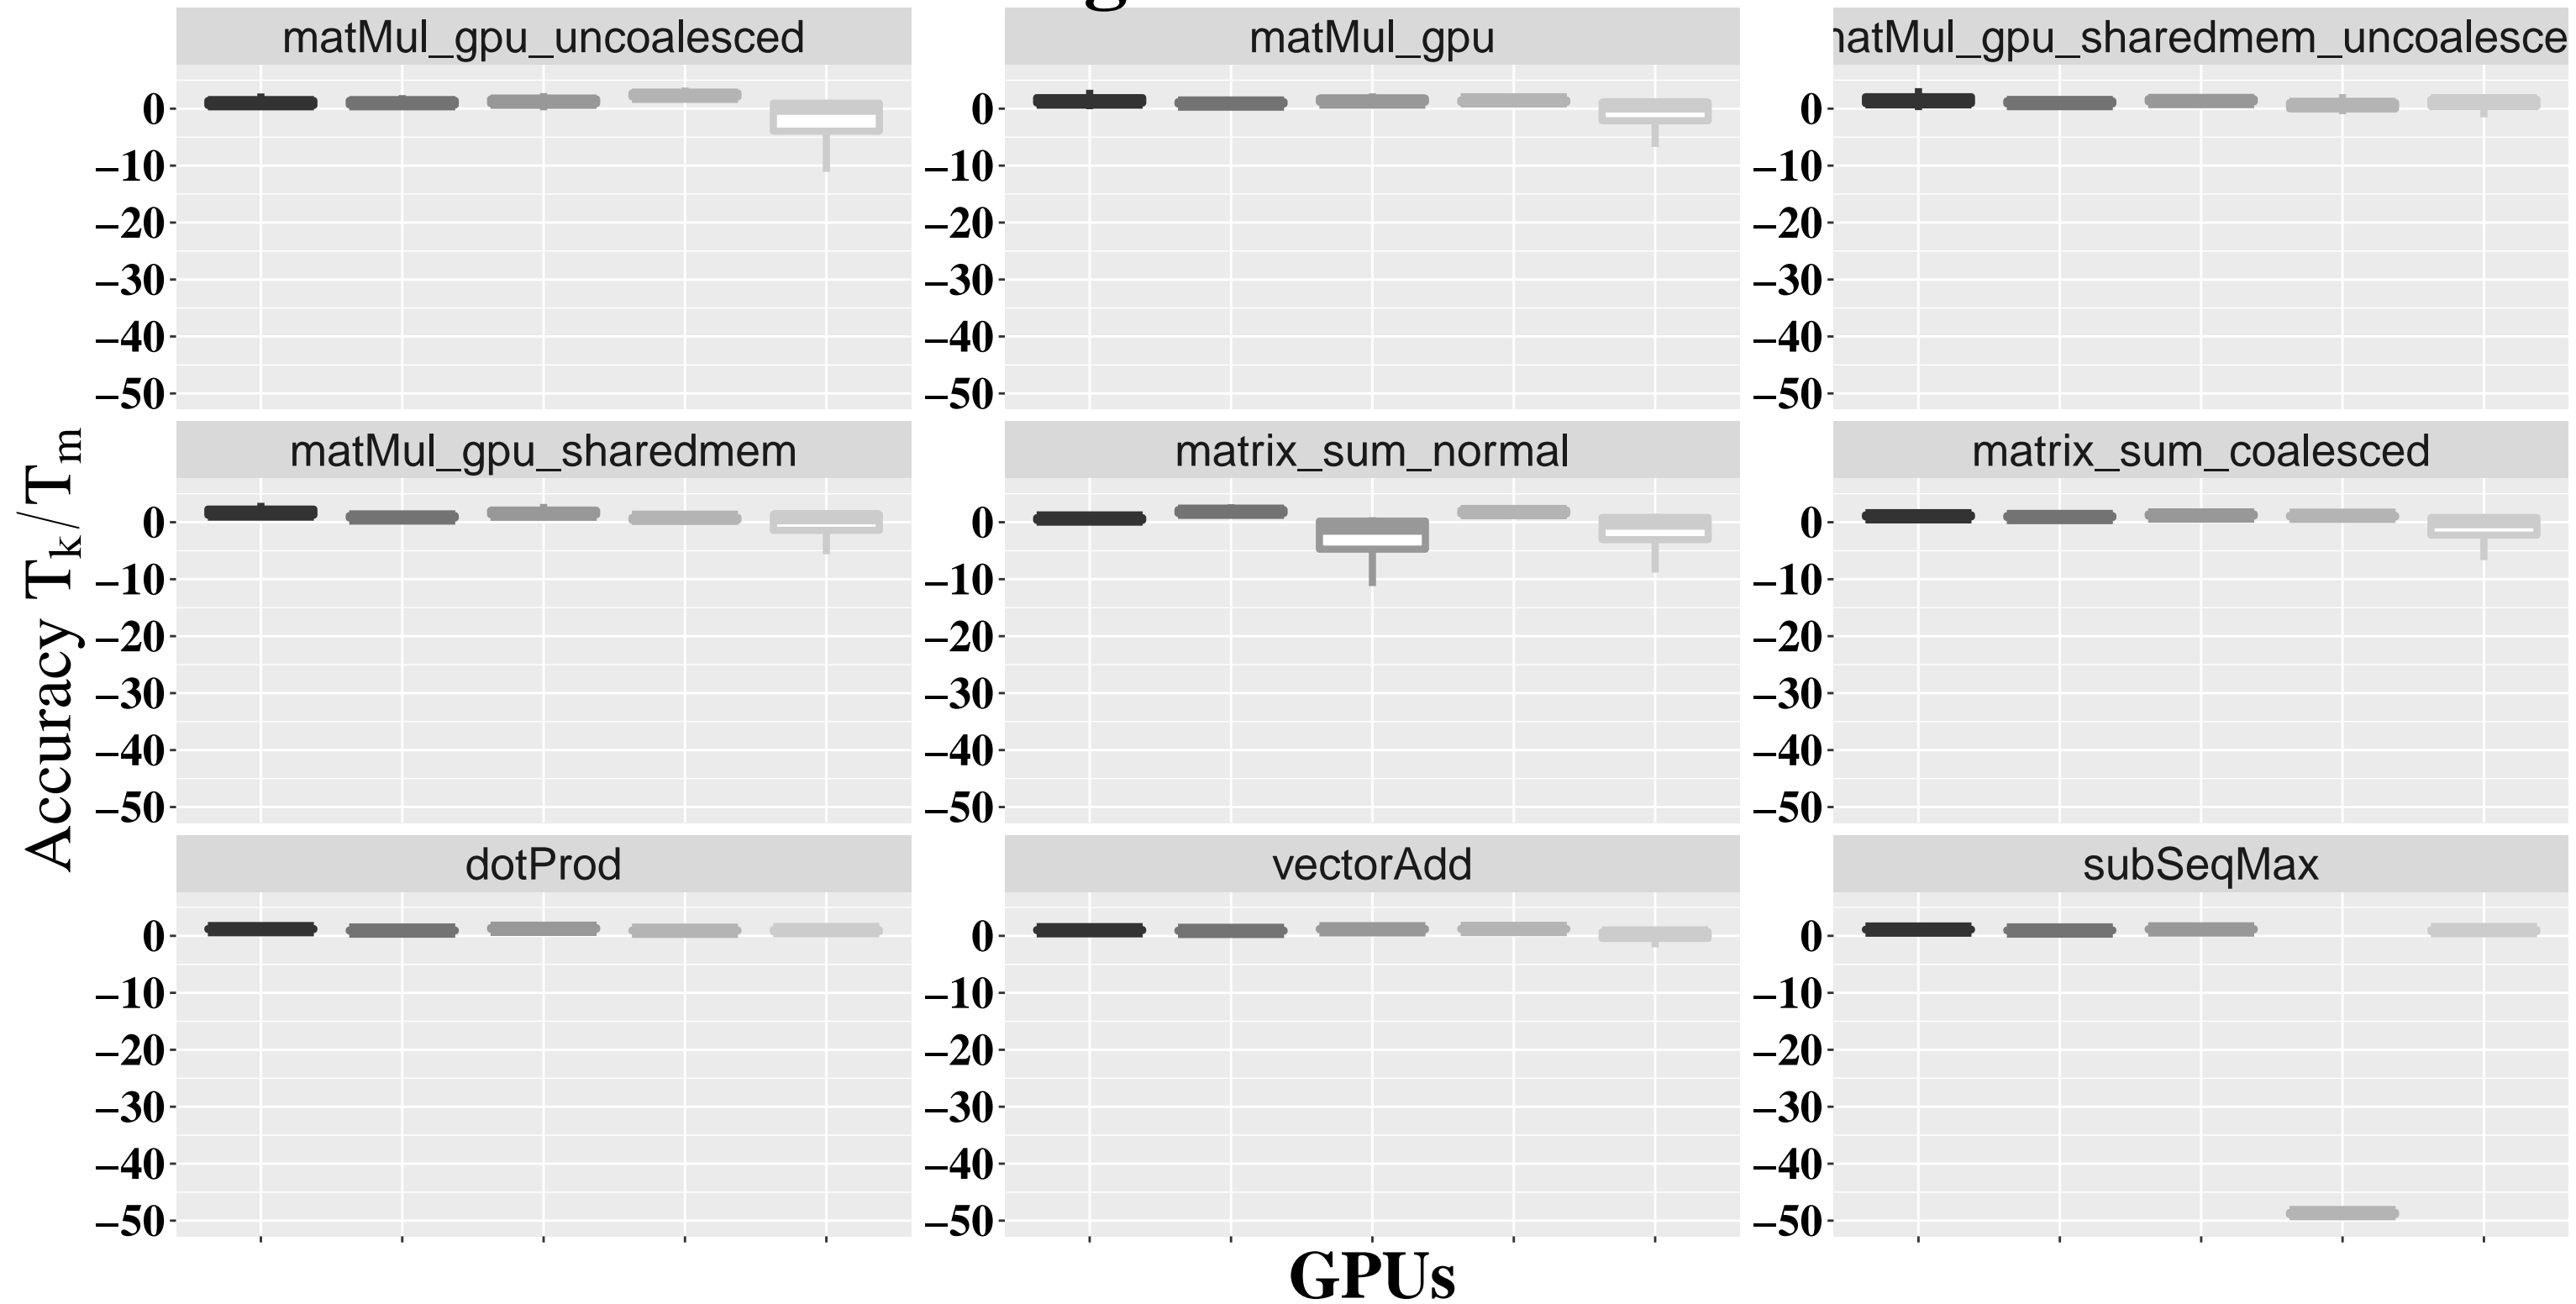 g
matMul_gpu_uncoalesced
matMul_gpu
natMul_gpu_sharedmem_uncoalesce
0 0 0
−10 −10 −10
−20 −20 −20
−30 −30 −30
−40 −40 −40
−50 −50 −50
Accuracy Tk/Tm
matMul_gpu_sharedmem
matrix_sum_normal
matrix_sum_coalesced
0 0 0
−10 −10 −10
−20 −20 −20
−30 −30 −30
−40 −40 −40
−50 −50 −50
dotProd
vectorAdd
subSeqMax
0 0 0
−10 −10 −10
−20 −20 −20
−30 −30 −30
−40 −40 −40
−50 −50 −50
GPUs